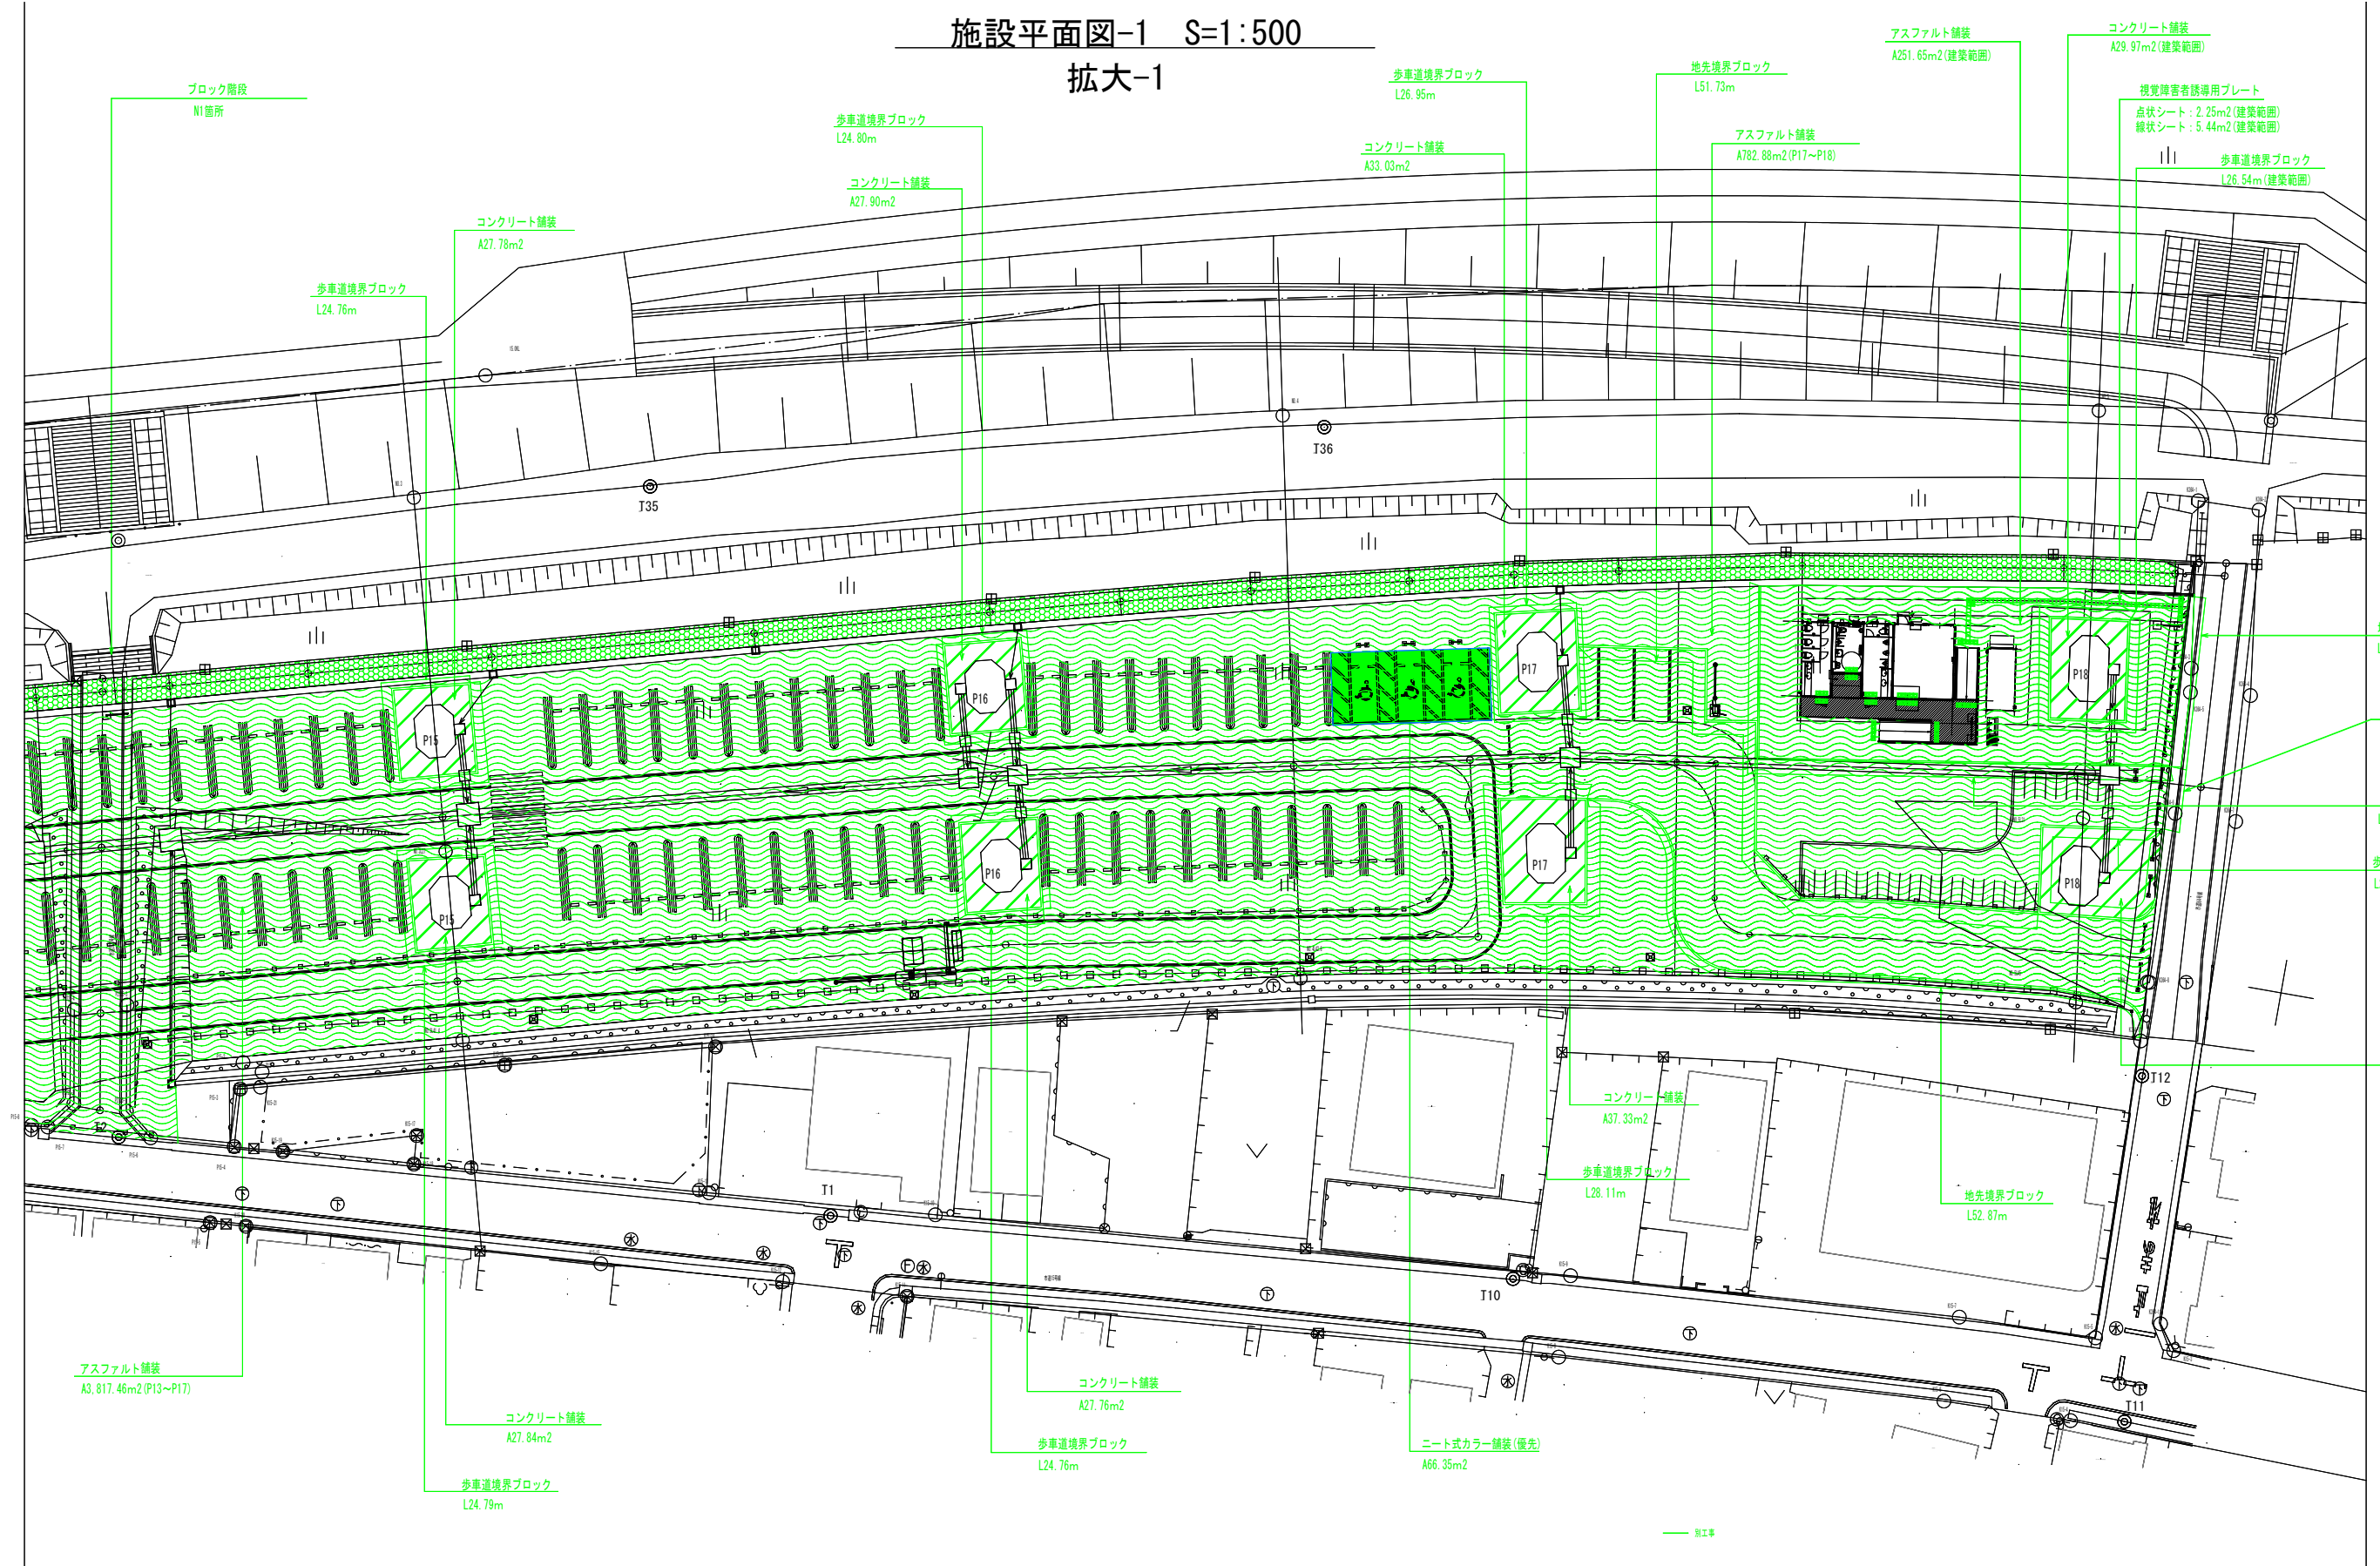 施設平面図-1　S=1:500
拡大-1
ブロック階段
N1箇所
歩車道境界ブロック
L24.76m
コンクリート舗装
A27.78m2
歩車道境界ブロック
L24.80m
コンクリート舗装
A27.90m2
歩車道境界ブロック
L26.95m
コンクリート舗装
A33.03m2
地先境界ブロック
L51.73m
アスファルト舗装
A782.88m2(P17～P18)
アスファルト舗装
A251.65m2(建築範囲)
コンクリート舗装
A29.97m2(建築範囲)
視覚障害者誘導用プレート
点状シート：2.25m2(建築範囲)
線状シート：5.44m2(建築範囲)
歩車道境界ブロック
L26.54m(建築範囲)
T36
T35
P15
P16
P17
P18
P15
P16
P17
P18
T12
T2
T1
T10
T11
コンクリート舗装
A37.33m2
歩車道境界ブロック
L28.11m
地先境界ブロック
L52.87m
アスファルト舗装
A3,817.46m2(P13～P17)
コンクリート舗装
A27.84m2
歩車道境界ブロック
L24.79m
コンクリート舗装
A27.76m2
歩車道境界ブロック
L24.76m
ニート式カラー舗装(優先)
A66.35m2
別工事